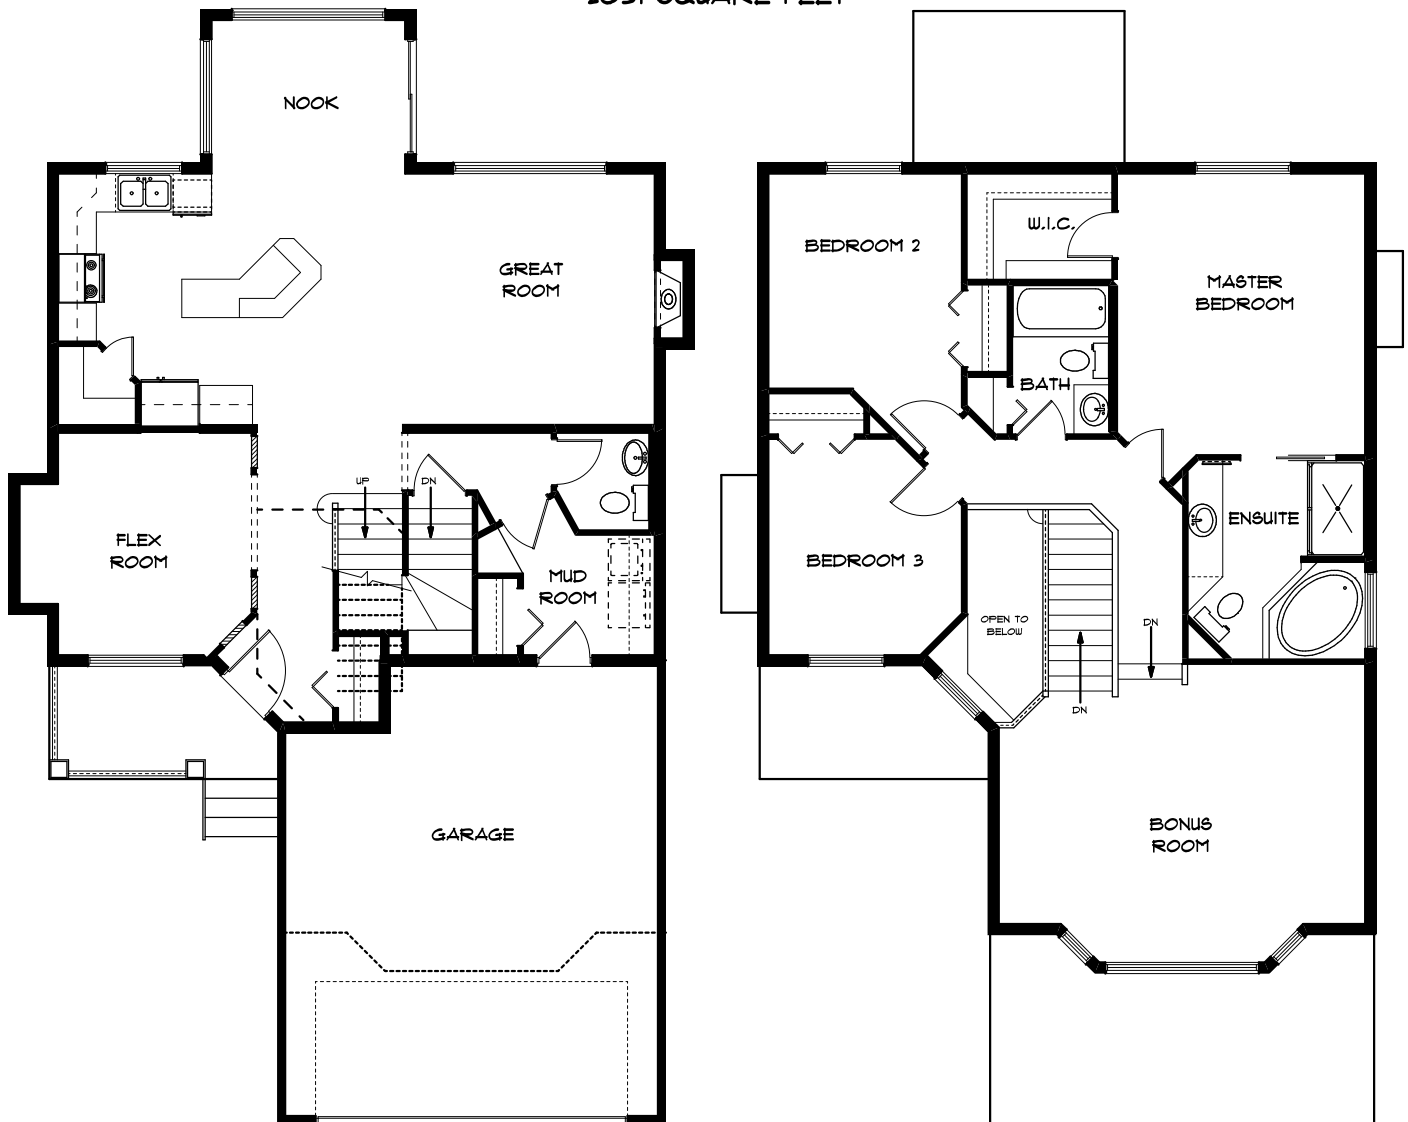 NOOK
GREAT
ROOM
UP
DN
FLEX
ROOM
MUD
ROOM
GARAGE
BEDROOM 2
W.I.C.
MASTER
BEDROOM
BATH
ENSUITE
BEDROOM 3
OPEN TO
BELOW
DN
DN
BONUS
ROOM